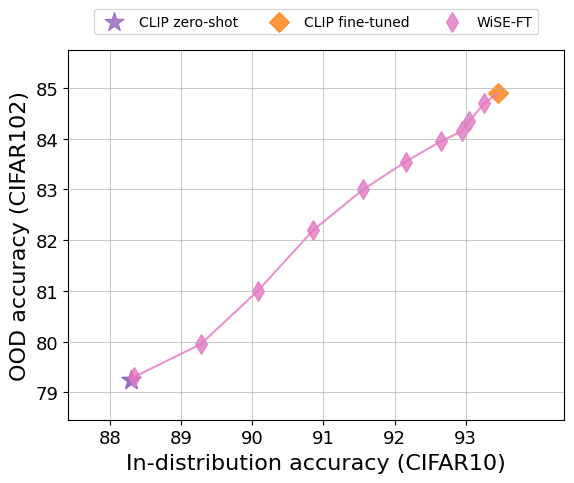 CLIP zero-shot CLIP fine-tuned WiSE-FT
85
84
83
82
81
80
79
OOD accuracy (CIFAR102)
88 89 90 91 92 93
In-distribution accuracy (CIFAR10)